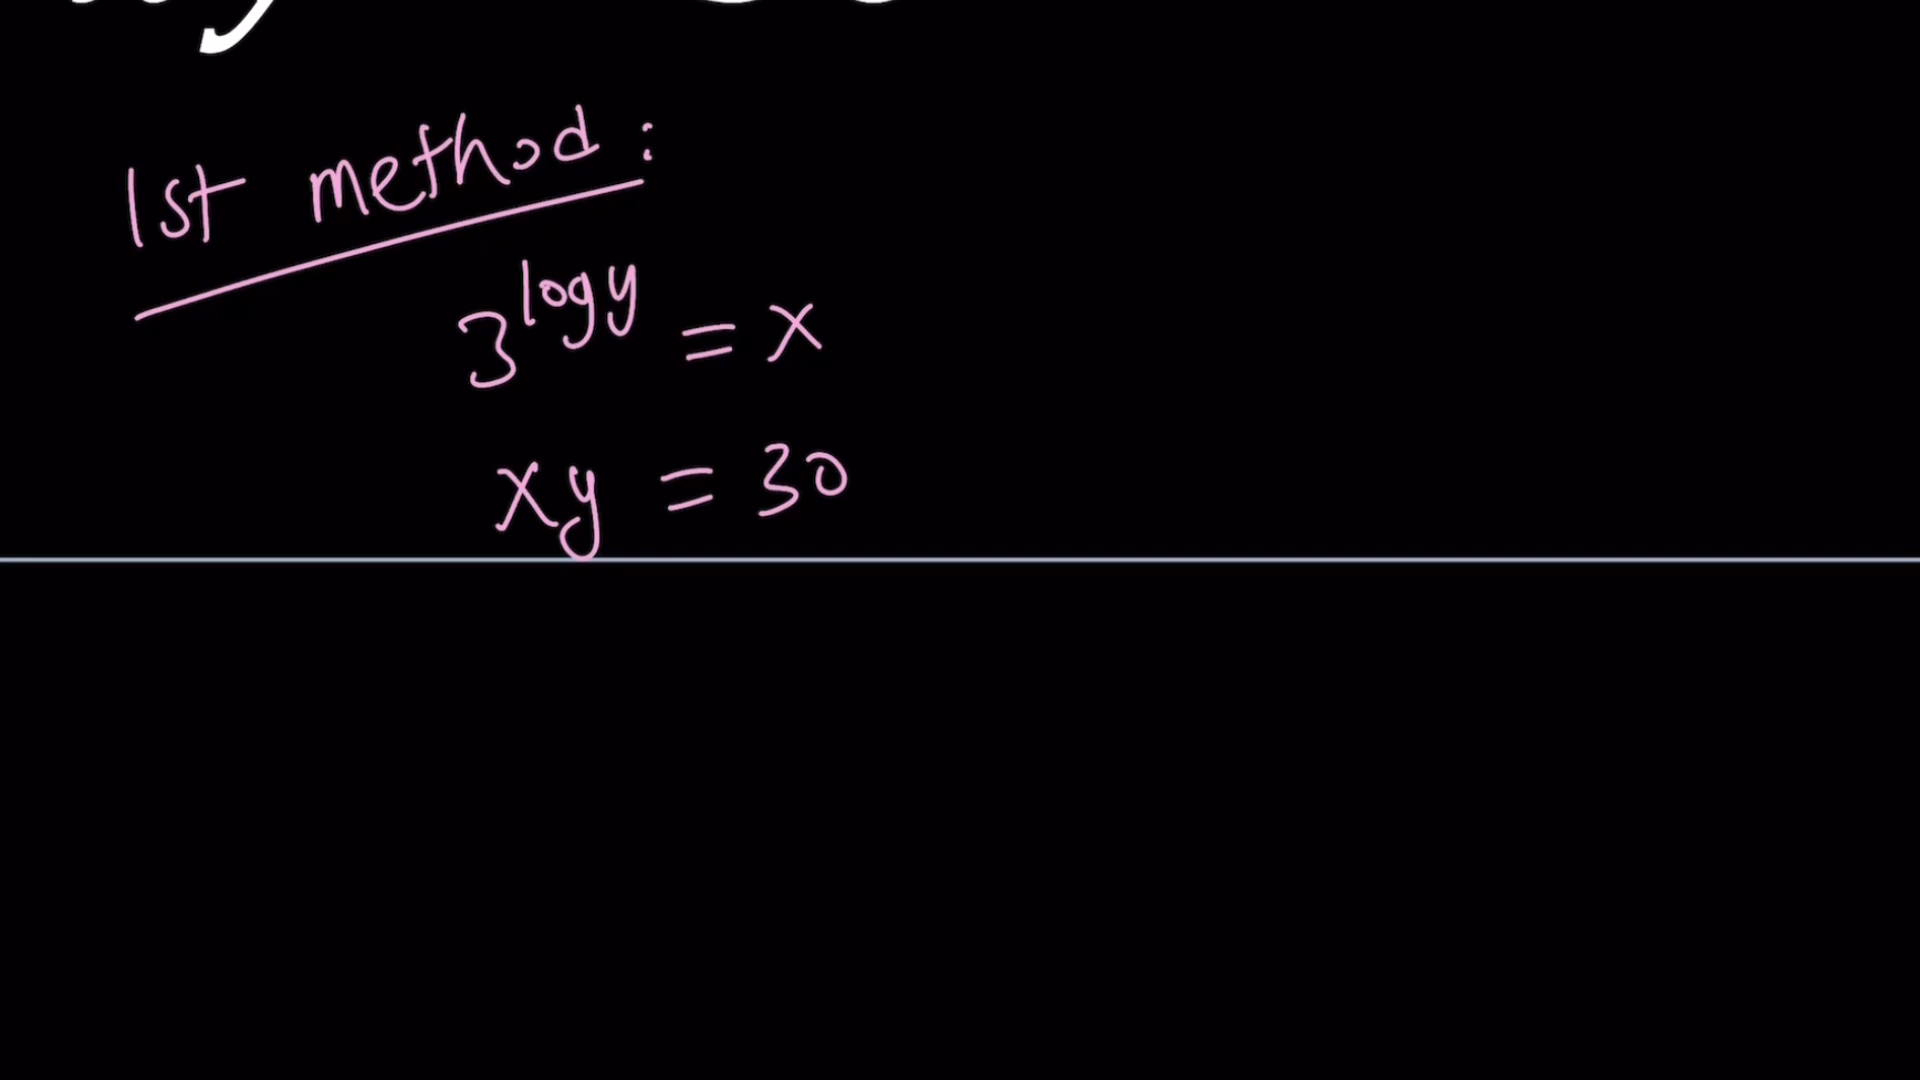 1st method:
3^{log y} = x
xy = 30